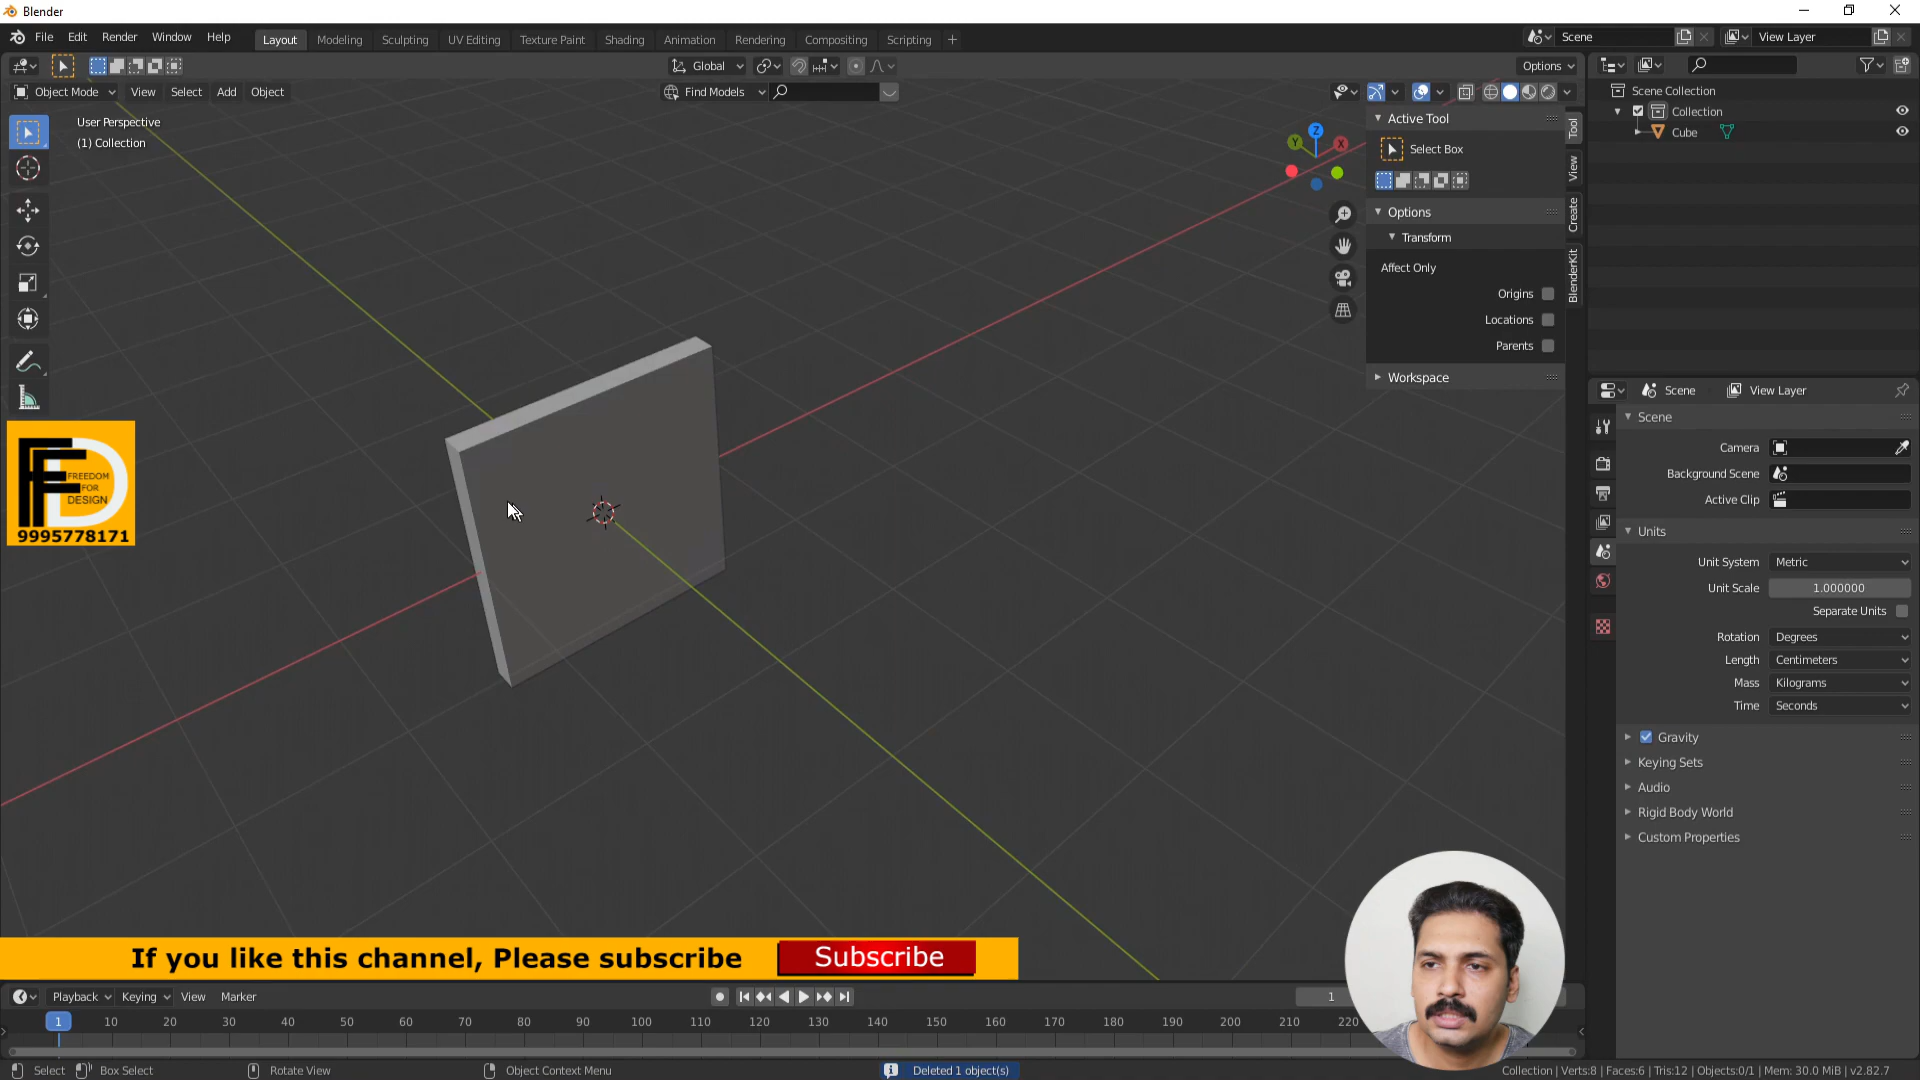 Blender
File Edit Render Window Help
Layout Modeling Sculpting UV Editing Texture Paint Shading Animation Rendering Compositing Scripting +
Scene
View Layer
Global
Options
Object Mode View Select Add Object
Find Models
User Perspective
(1) Collection
Z
Y
X
Active Tool
Select Box
Options
Transform
Affect Only
Origins
Locations
Parents
Workspace
Tool
View
Create
BlenderKit
Scene Collection
Collection
Cube
Scene View Layer
Scene
Camera
Background Scene
Active Clip
Units
Unit System Metric
Unit Scale 1.000000
Separate Units
Rotation Degrees
Length Centimeters
Mass Kilograms
Time Seconds
Gravity
Keying Sets
Audio
Rigid Body World
Custom Properties
FFD
FREEDOM
FOR
DESIGN
9995778171
If you like this channel, Please subscribe Subscribe
Playback Keying View Marker
1
1 10 20 30 40 50 60 70 80 90 100 110 120 130 140 150 160 170 180 190 200 210 220
Select Box Select Rotate View Object Context Menu Deleted 1 object(s) Collection | Verts:8 | Faces:6 | Tris:12 | Objects:0/1 | Mem: 30.0 MiB | v2.82.7